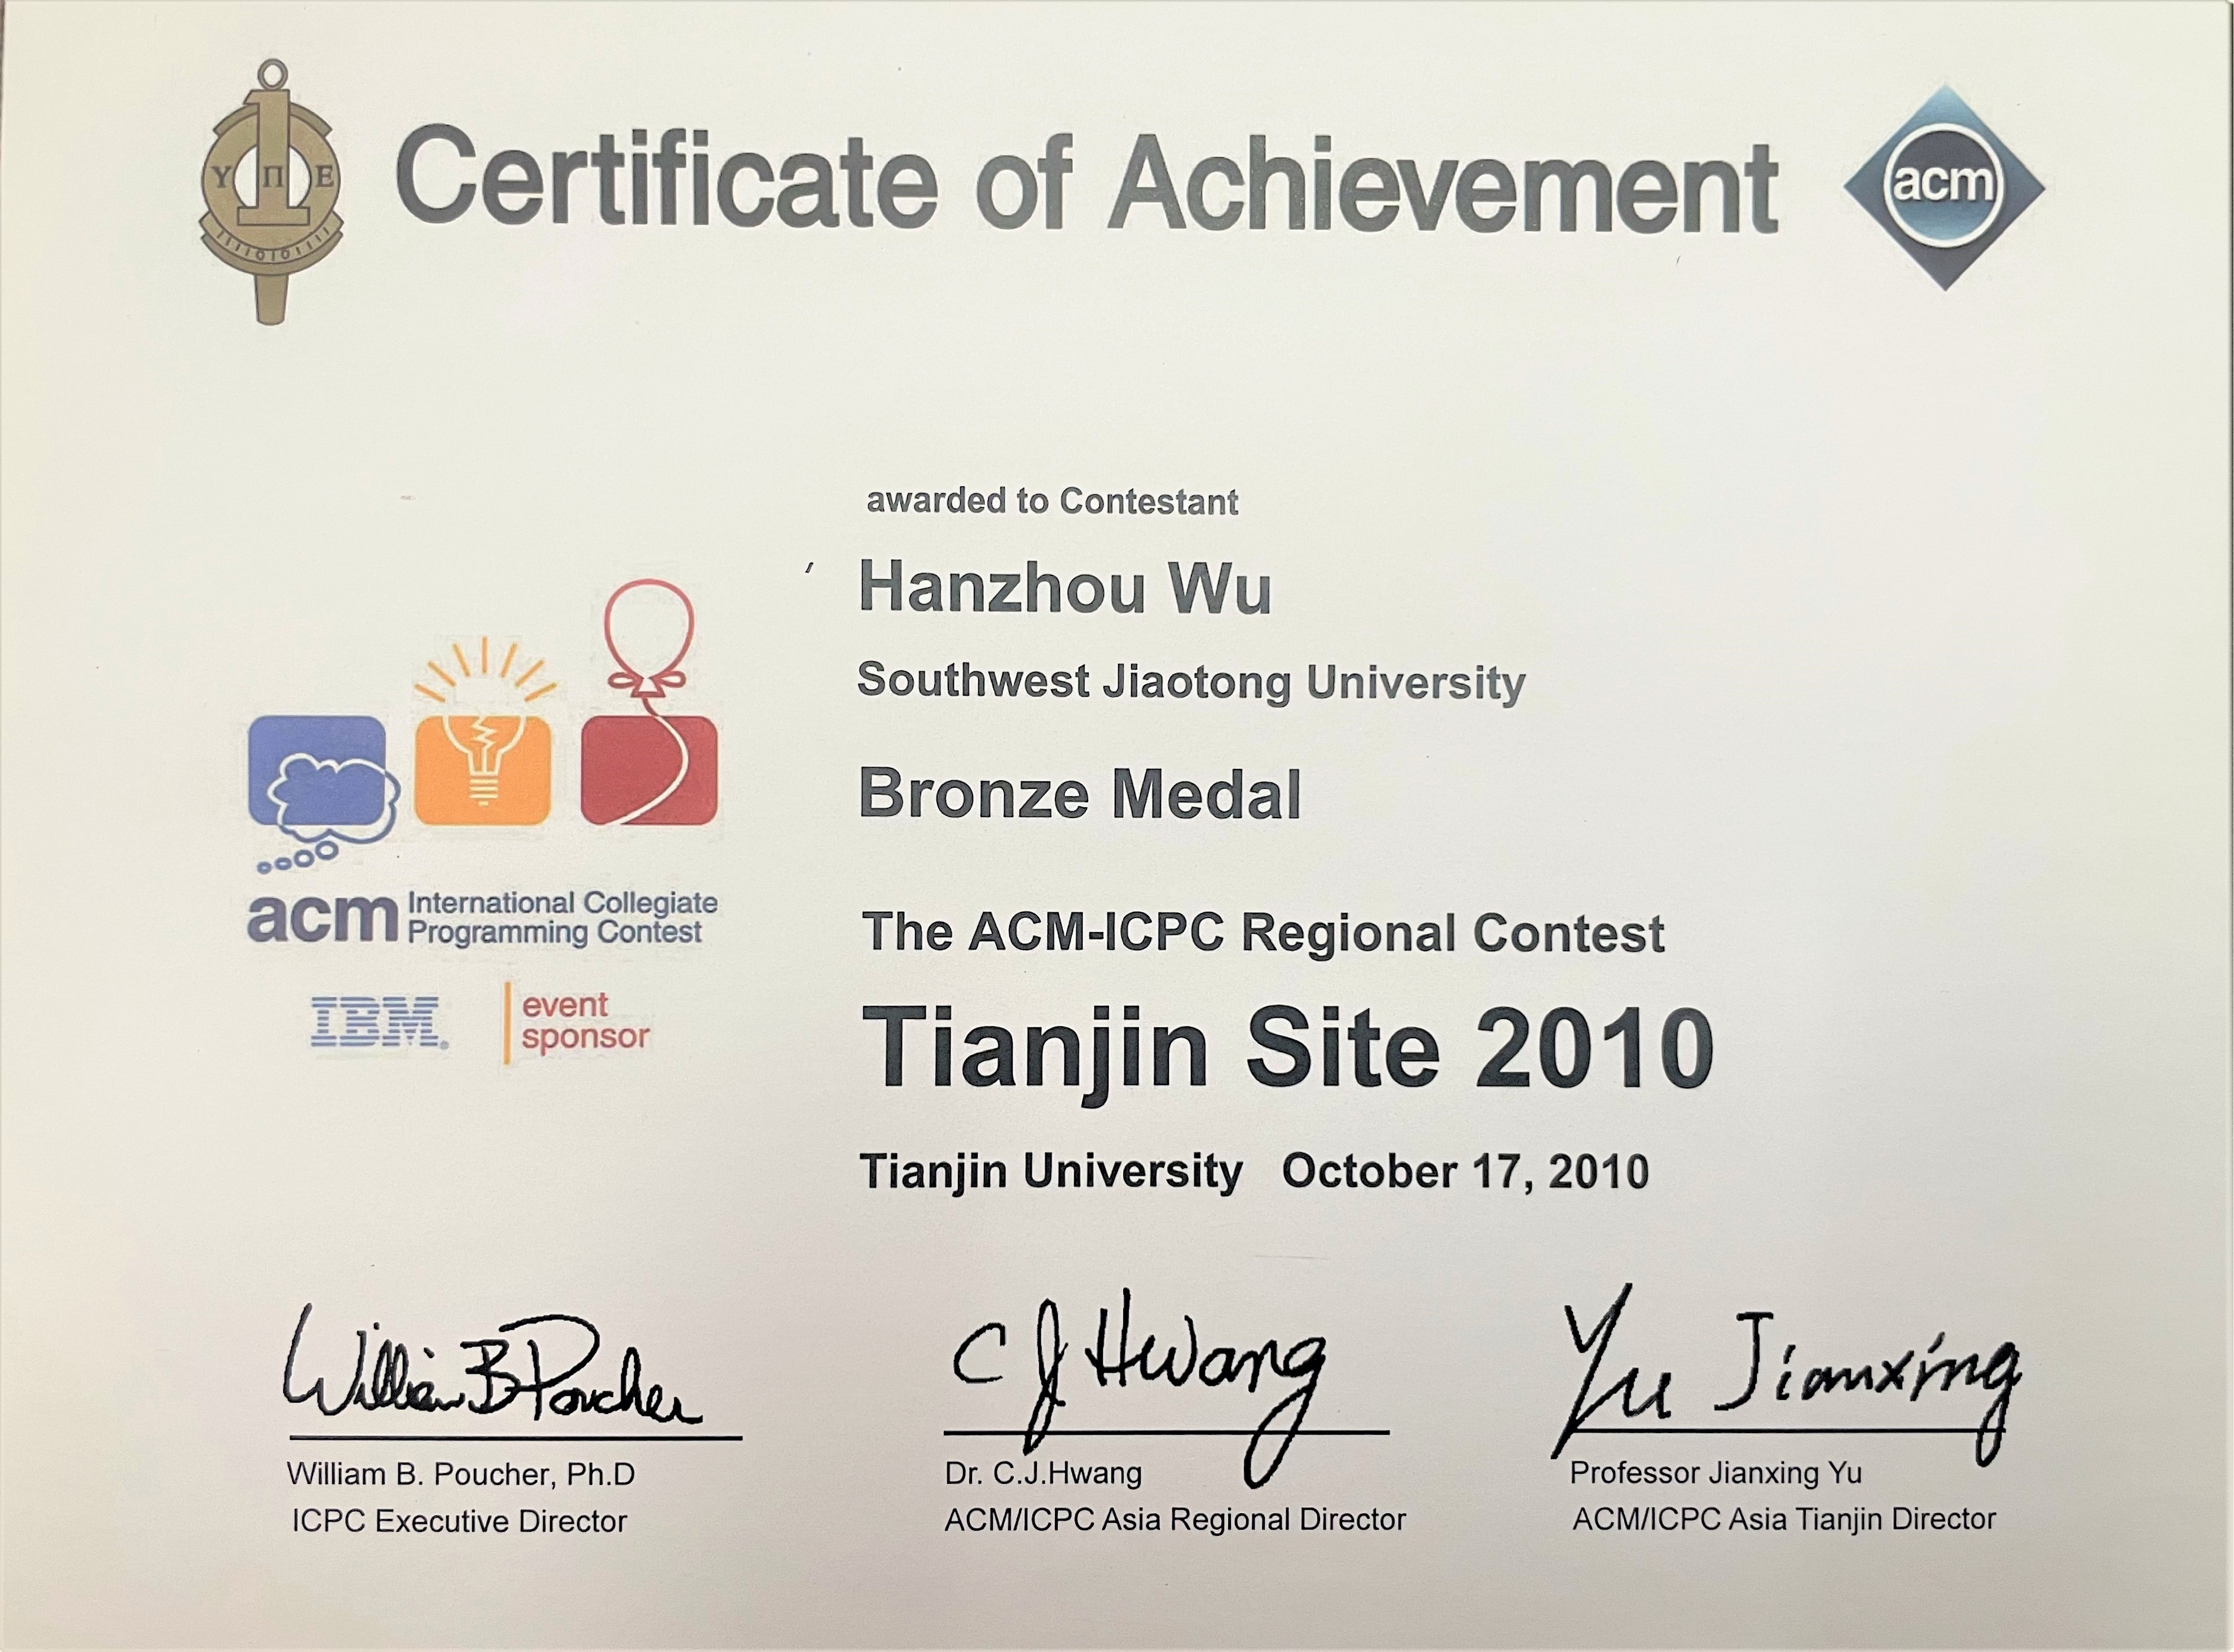 Υ Π Ε
Certificate of Achievement
acm
awarded to Contestant
Hanzhou Wu
Southwest Jiaotong University
Bronze Medal
acm International Collegiate
Programming Contest
The ACM-ICPC Regional Contest
IBM® event
sponsor
Tianjin Site 2010
Tianjin University October 17, 2010
William B Poucher
C J Hwang
Yu Jianxing
William B. Poucher, Ph.D
Dr. C.J.Hwang
Professor Jianxing Yu
ICPC Executive Director
ACM/ICPC Asia Regional Director
ACM/ICPC Asia Tianjin Director